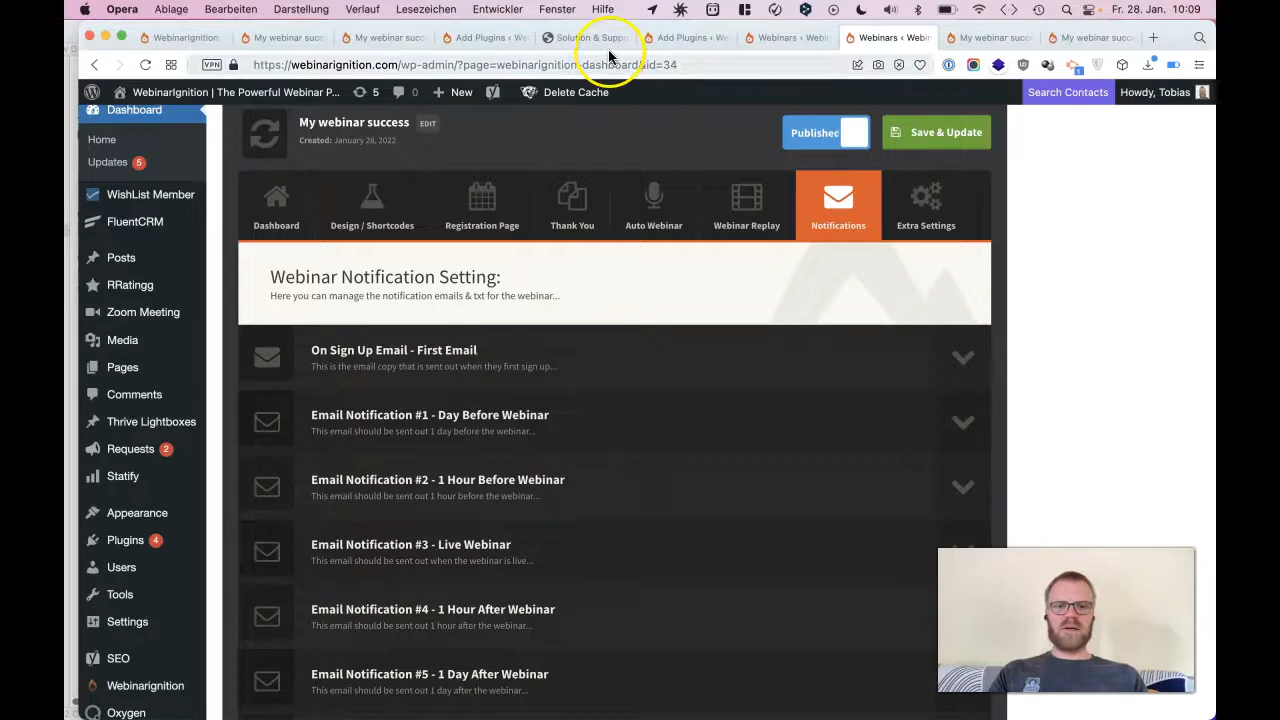 Opera Ablage Bearbeiten Darstellung Verlauf Lesezeichen Entwickler Fenster Hilfe Fr. 28. Jan. 10:09
WebinarIgnition: My webinar succ My webinar succ Add Plugins ‹ We Solution & Suppo Add Plugins ‹ We Webinars ‹ Webin Webinars ‹ Webin My webinar succ My webinar succ
VPN https://webinarignition.com/wp-admin/?page=webinarignition-dashboard&id=34
WebinarIgnition | The Powerful Webinar P... 5 0 New Delete Cache Search Contacts Howdy, Tobias
Dashboard
Home
Updates 5
WishList Member
FluentCRM
Posts
RRatingg
Zoom Meeting
Media
Pages
Comments
Thrive Lightboxes
Requests 2
Statify
Appearance
Plugins 4
Users
Tools
Settings
SEO
WebinarIgnition
Oxygen
My webinar success EDIT
Created: January 28, 2022
Published Save & Update
Dashboard Design / Shortcodes Registration Page Thank You Auto Webinar Webinar Replay Notifications Extra Settings
Webinar Notification Setting:
Here you can manage the notification emails & txt for the webinar...
On Sign Up Email - First Email
This is the email copy that is sent out when they first sign up...
Email Notification #1 - Day Before Webinar
This email should be sent out 1 day before the webinar...
Email Notification #2 - 1 Hour Before Webinar
This email should be sent out 1 hour before the webinar...
Email Notification #3 - Live Webinar
This email should be sent out when the webinar is live...
Email Notification #4 - 1 Hour After Webinar
This email should be sent out 1 hour after the webinar...
Email Notification #5 - 1 Day After Webinar
This email should be sent out 1 day after the webinar...